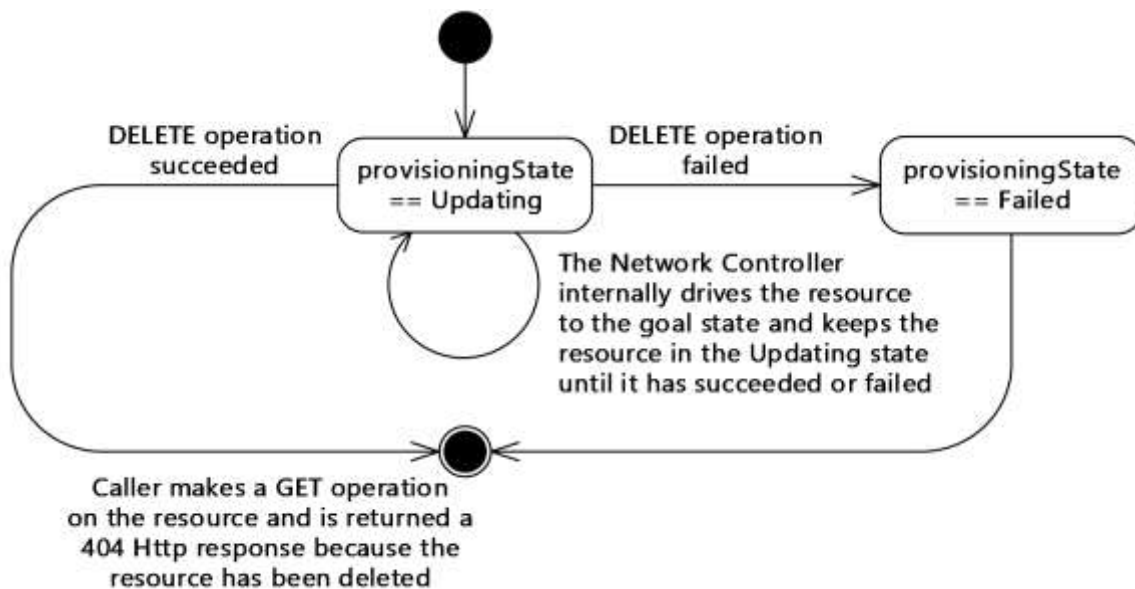 DELETE operation
succeeded
provisioningState
== Updating
DELETE operation
failed
provisioningState
== Failed
The Network Controller
internally drives the resource
to the goal state and keeps the
resource in the Updating state
until it has succeeded or failed
Caller makes a GET operation
on the resource and is returned a
404 Http response because the
resource has been deleted